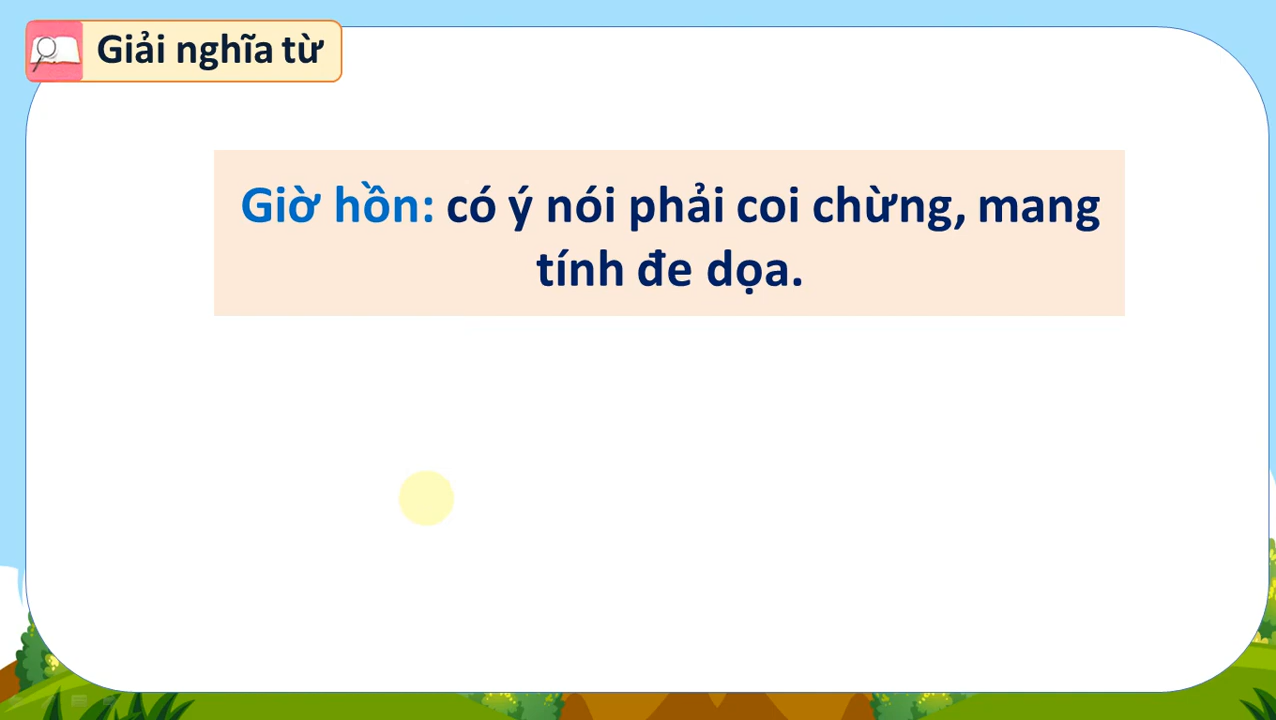 Giải nghĩa từ
Giờ hồn: có ý nói phải coi chừng, mang
tính đe dọa.